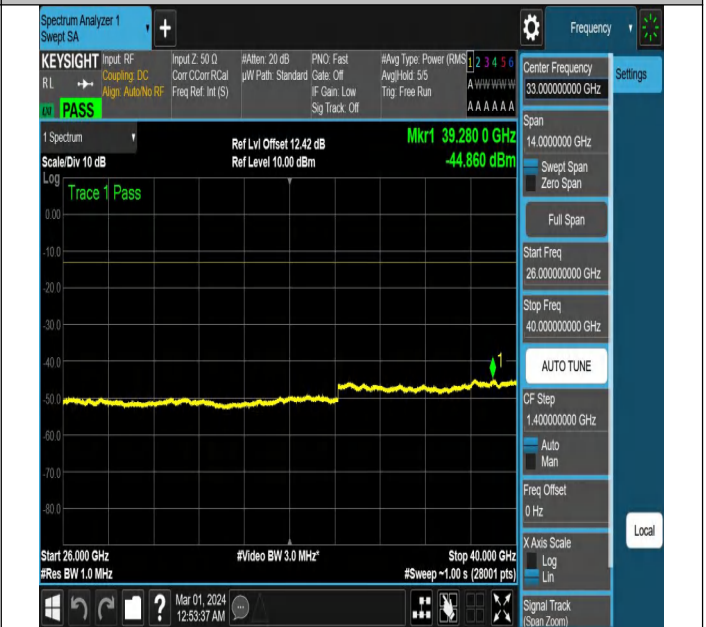 Spectrum Analyzer 1
Swept SA
Frequency
KEYSIGHT
RL
LXI
PASS
Input: RF
Coupling: DC
Align: Auto/No RF
Input Z: 50 Ω
Corr CCorr RCal
Freq Ref: Int (S)
#Atten: 20 dB
µW Path: Standard
PNO: Fast
Gate: Off
IF Gain: Low
Sig Track: Off
#Avg Type: Power (RMS
Avg|Hold: 5/5
Trig: Free Run
1 2 3 4 5 6
A W W W W W
A A A A A A
1 Spectrum
Scale/Div 10 dB
Ref Lvl Offset 12.42 dB
Ref Level 10.00 dBm
Mkr1 39.280 0 GHz
-44.860 dBm
Log
Trace 1 Pass
0.00
-10.0
-20.0
-30.0
-40.0
-50.0
-60.0
-70.0
-80.0
1
Start 26.000 GHz
#Res BW 1.0 MHz
#Video BW 3.0 MHz*
Stop 40.000 GHz
#Sweep ~1.00 s (28001 pts)
Mar 01, 2024
12:53:37 AM
?
Center Frequency
33.000000000 GHz
Settings
Span
14.0000000 GHz
Swept Span
Zero Span
Full Span
Start Freq
26.000000000 GHz
Stop Freq
40.000000000 GHz
AUTO TUNE
CF Step
1.400000000 GHz
Auto
Man
Freq Offset
0 Hz
X Axis Scale
Log
Lin
Local
Signal Track
(Span Zoom)